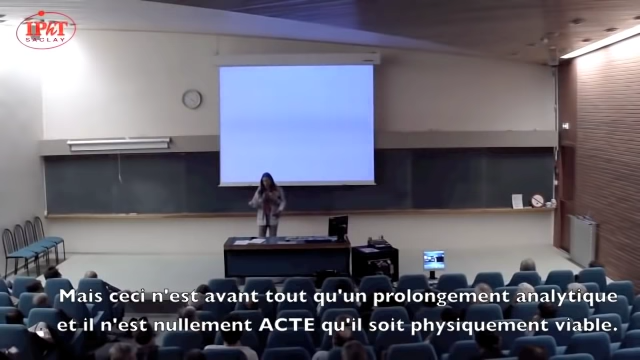 IPhT
SACLAY
Mais ceci n'est avant tout qu'un prolongement analytique
et il n'est nullement ACTE qu'il soit physiquement viable.